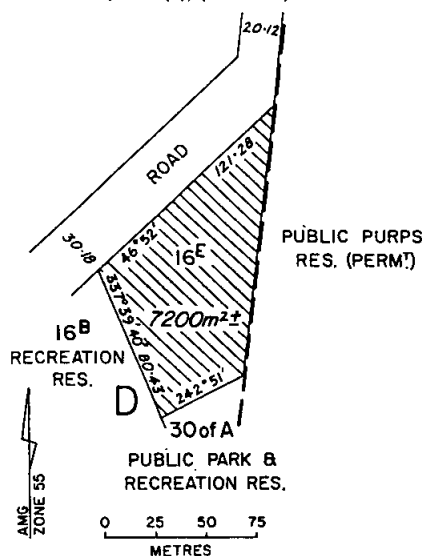 20·12
ROAD
121·28
46°52'
30·18
16E
PUBLIC PURPS
RES. (PERMT)
337°39'40" 80·43
7200m²±
16B
RECREATION
RES.
242°51'
D
30 of A
PUBLIC PARK &
RECREATION RES.
AMG
ZONE 55
0 25 50 75
METRES